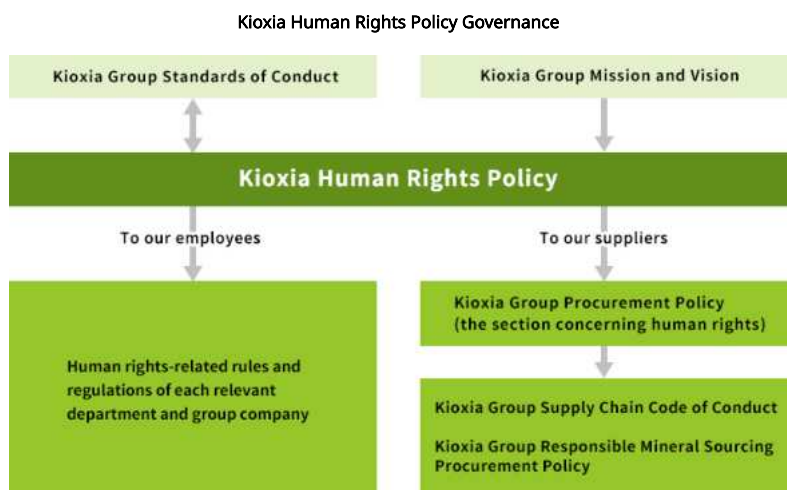 Kioxia Human Rights Policy Governance
Kioxia Group Standards of Conduct
Kioxia Group Mission and Vision
Kioxia Human Rights Policy
To our employees
To our suppliers
Human rights-related rules and
regulations of each relevant
department and group company
Kioxia Group Procurement Policy
(the section concerning human rights)
Kioxia Group Supply Chain Code of Conduct
Kioxia Group Responsible Mineral Sourcing
Procurement Policy